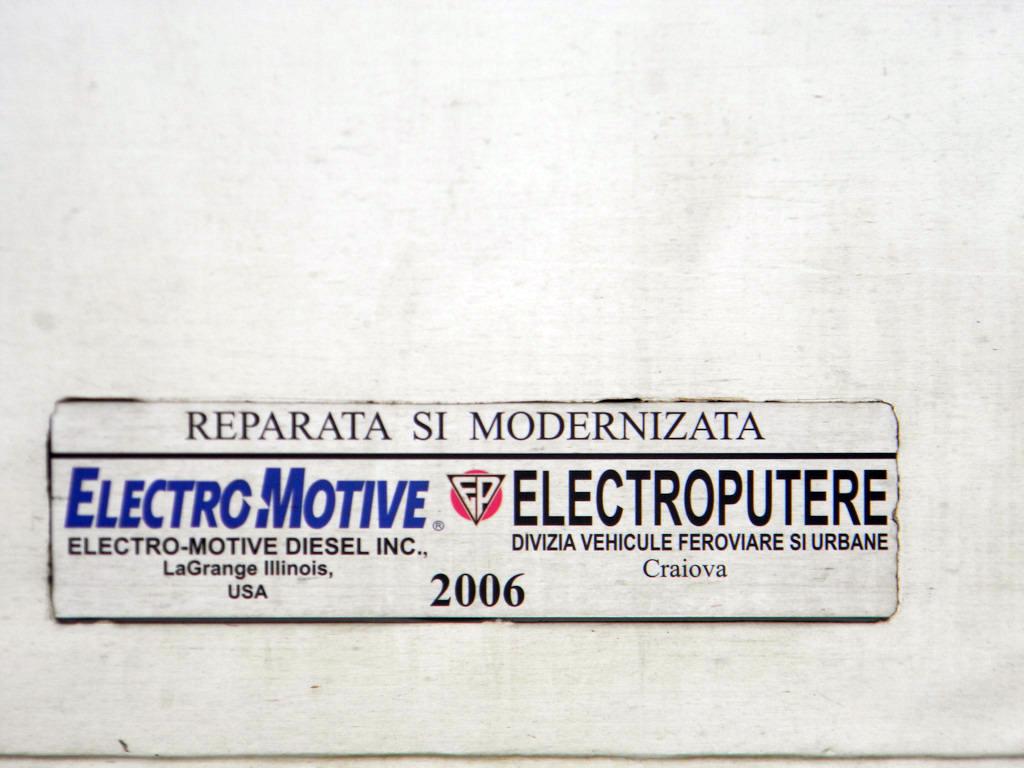 REPARATA SI MODERNIZATA
ELECTRO-MOTIVE®
ELECTRO-MOTIVE DIESEL INC.,
LaGrange Illinois,
USA
EP ELECTROPUTERE
DIVIZIA VEHICULE FEROVIARE SI URBANE
Craiova
2006